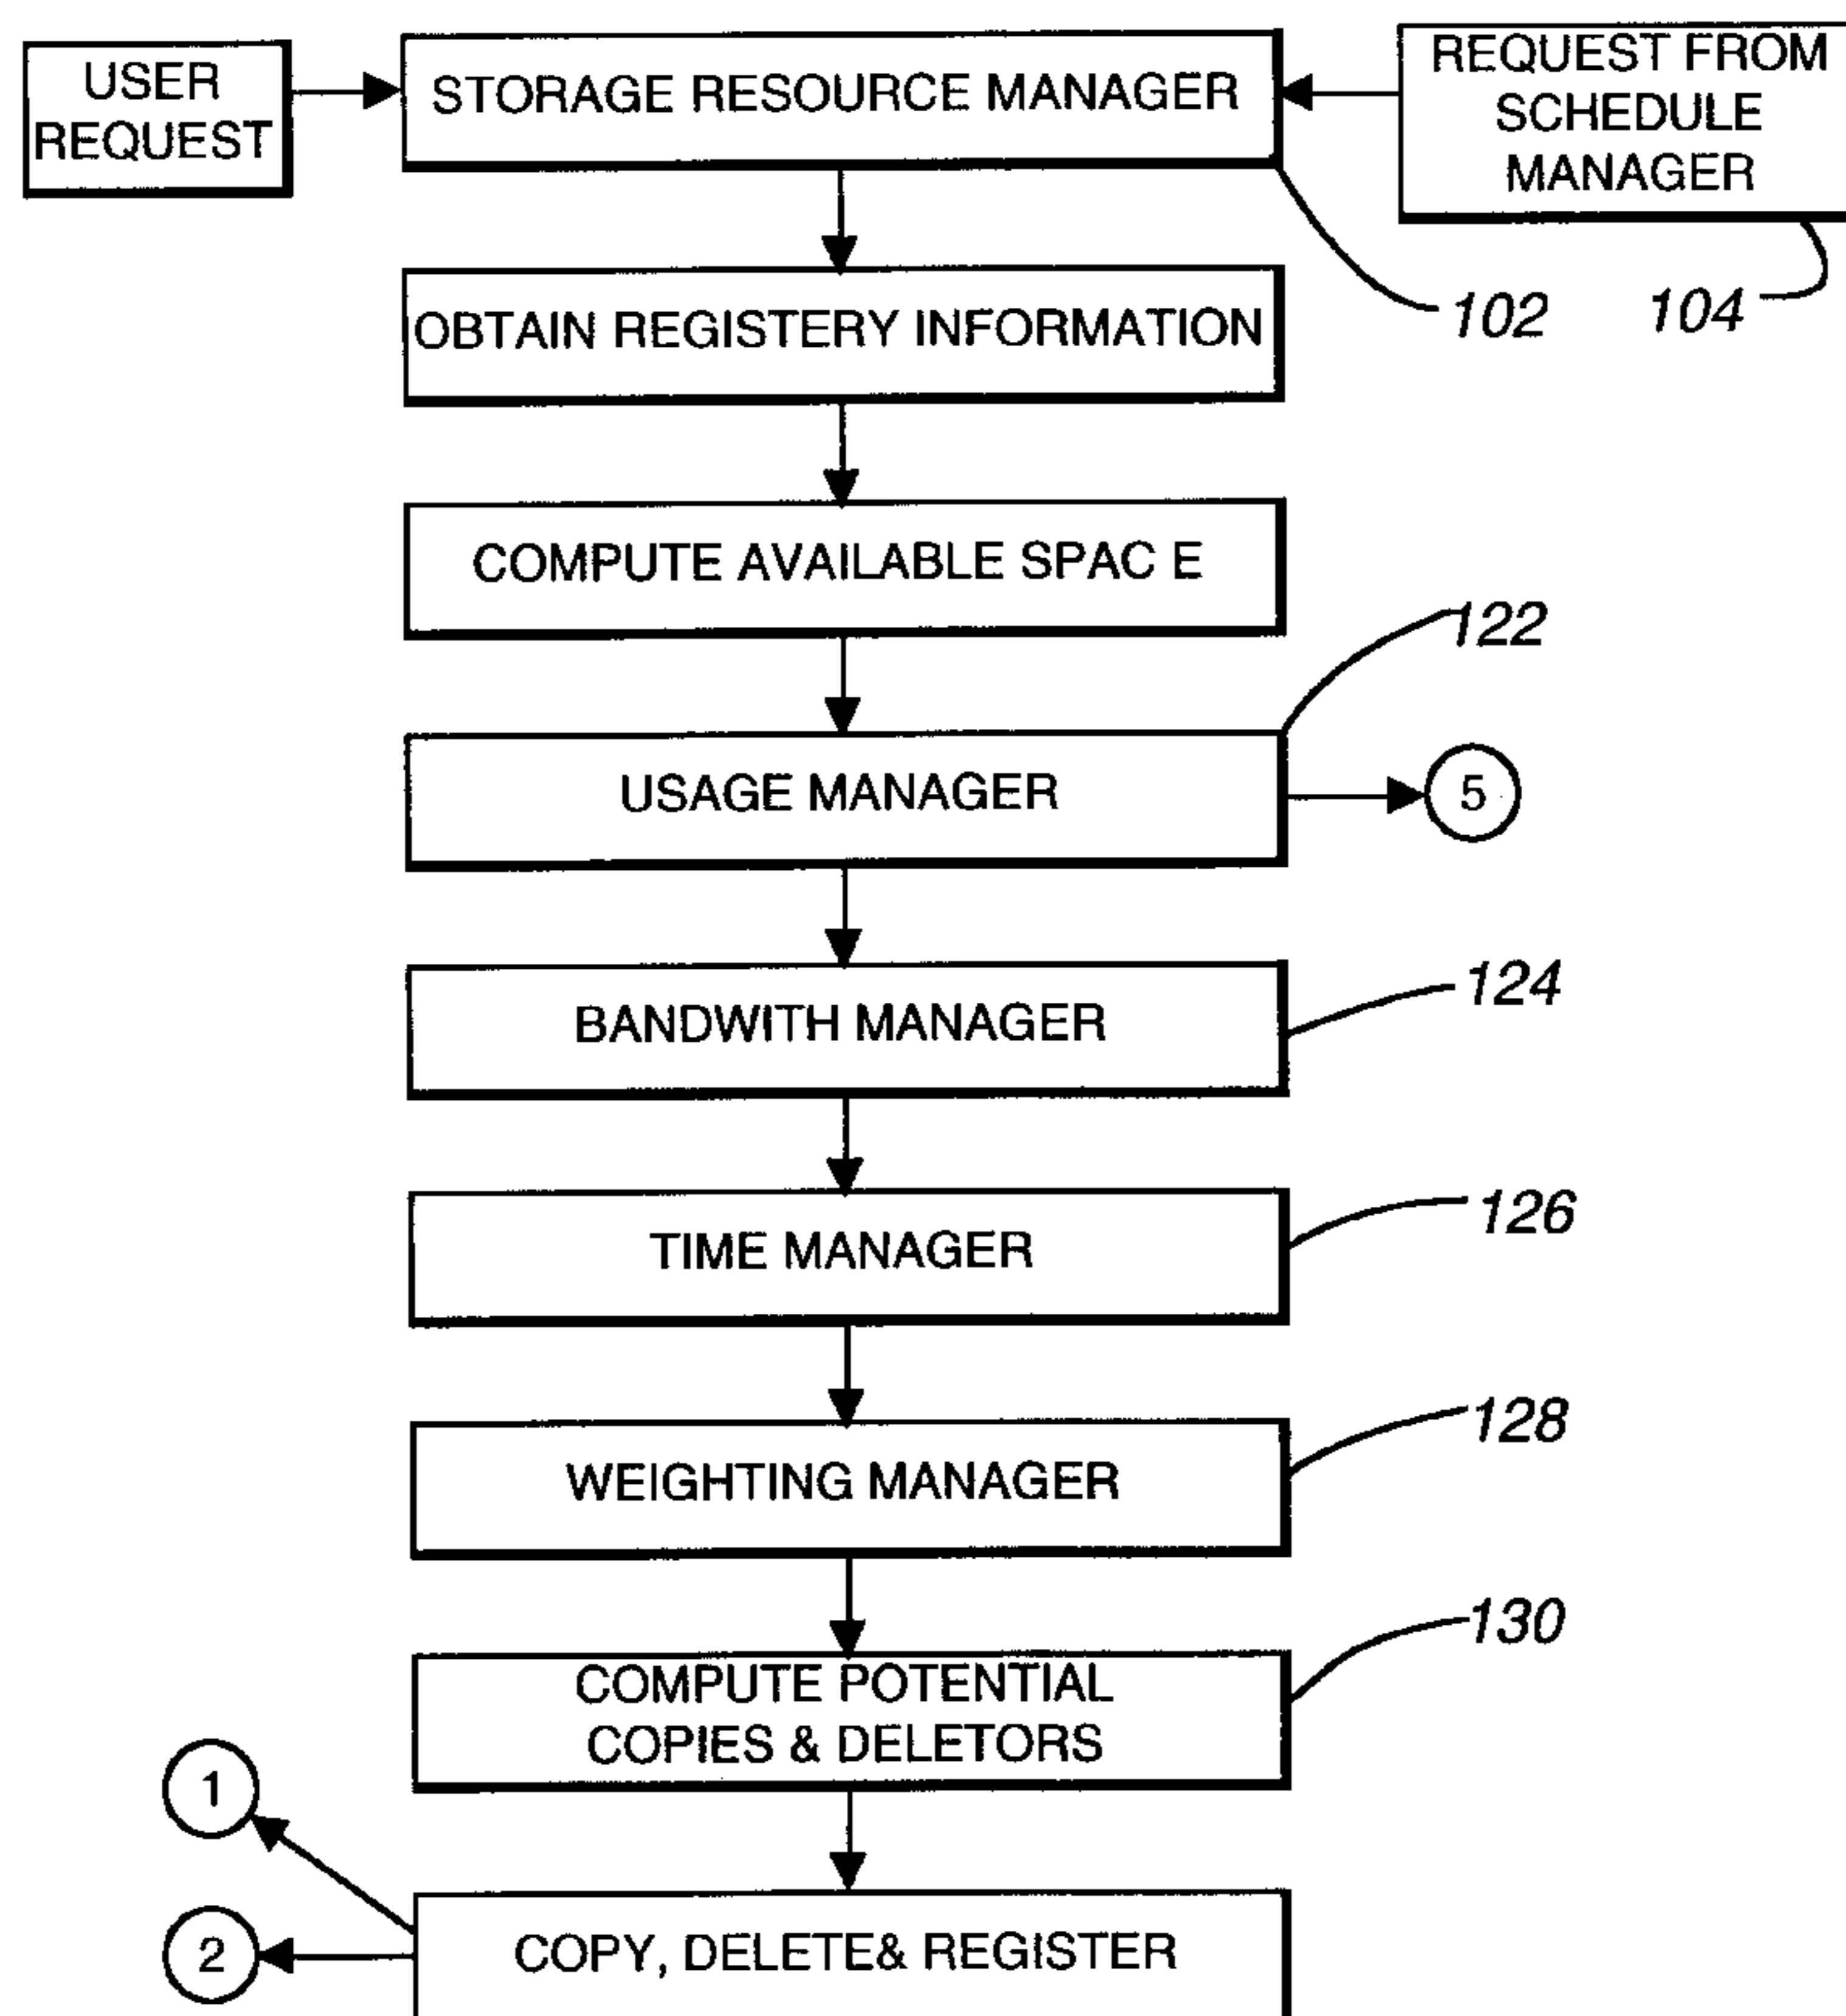 USER
REQUEST
STORAGE RESOURCE MANAGER
REQUEST FROM
SCHEDULE
MANAGER
102
104
OBTAIN REGISTERY INFORMATION
COMPUTE AVAILABLE SPAC E
122
USAGE MANAGER
5
BANDWITH MANAGER
124
TIME MANAGER
126
WEIGHTING MANAGER
128
COMPUTE POTENTIAL
COPIES & DELETORS
130
1
2
COPY, DELETE& REGISTER